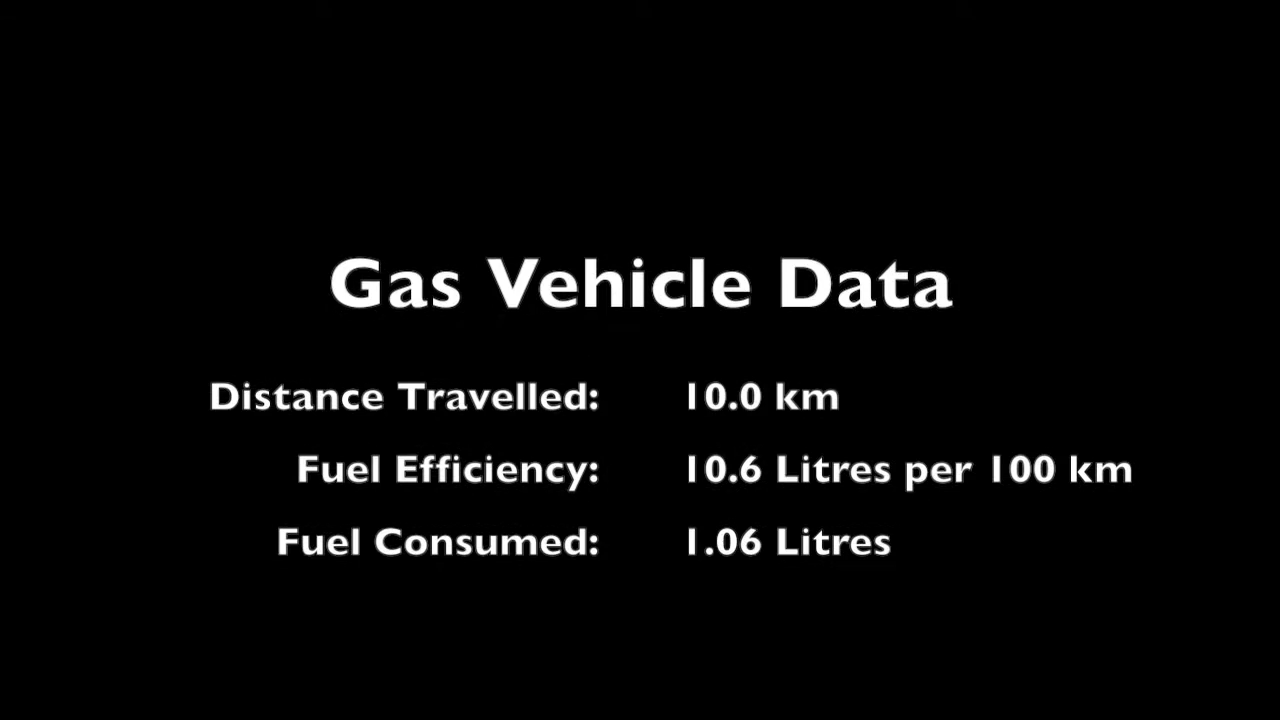 Gas Vehicle Data
Distance Travelled: 10.0 km
Fuel Efficiency: 10.6 Litres per 100 km
Fuel Consumed: 1.06 Litres